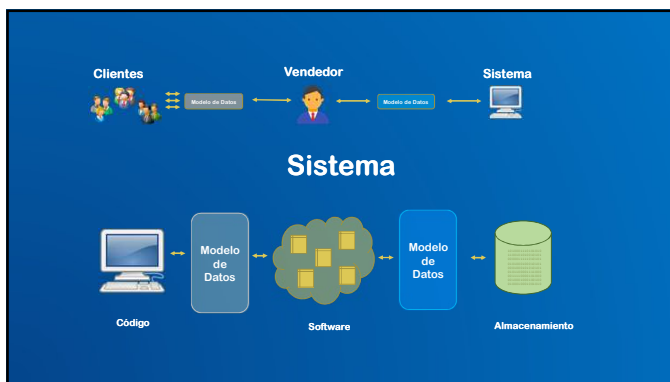 Clientes
Vendedor
Sistema
Modelo de Datos
Modelo de Datos
Sistema
Modelo
de
Datos
Modelo
de
Datos
Código
Software
Almacenamiento